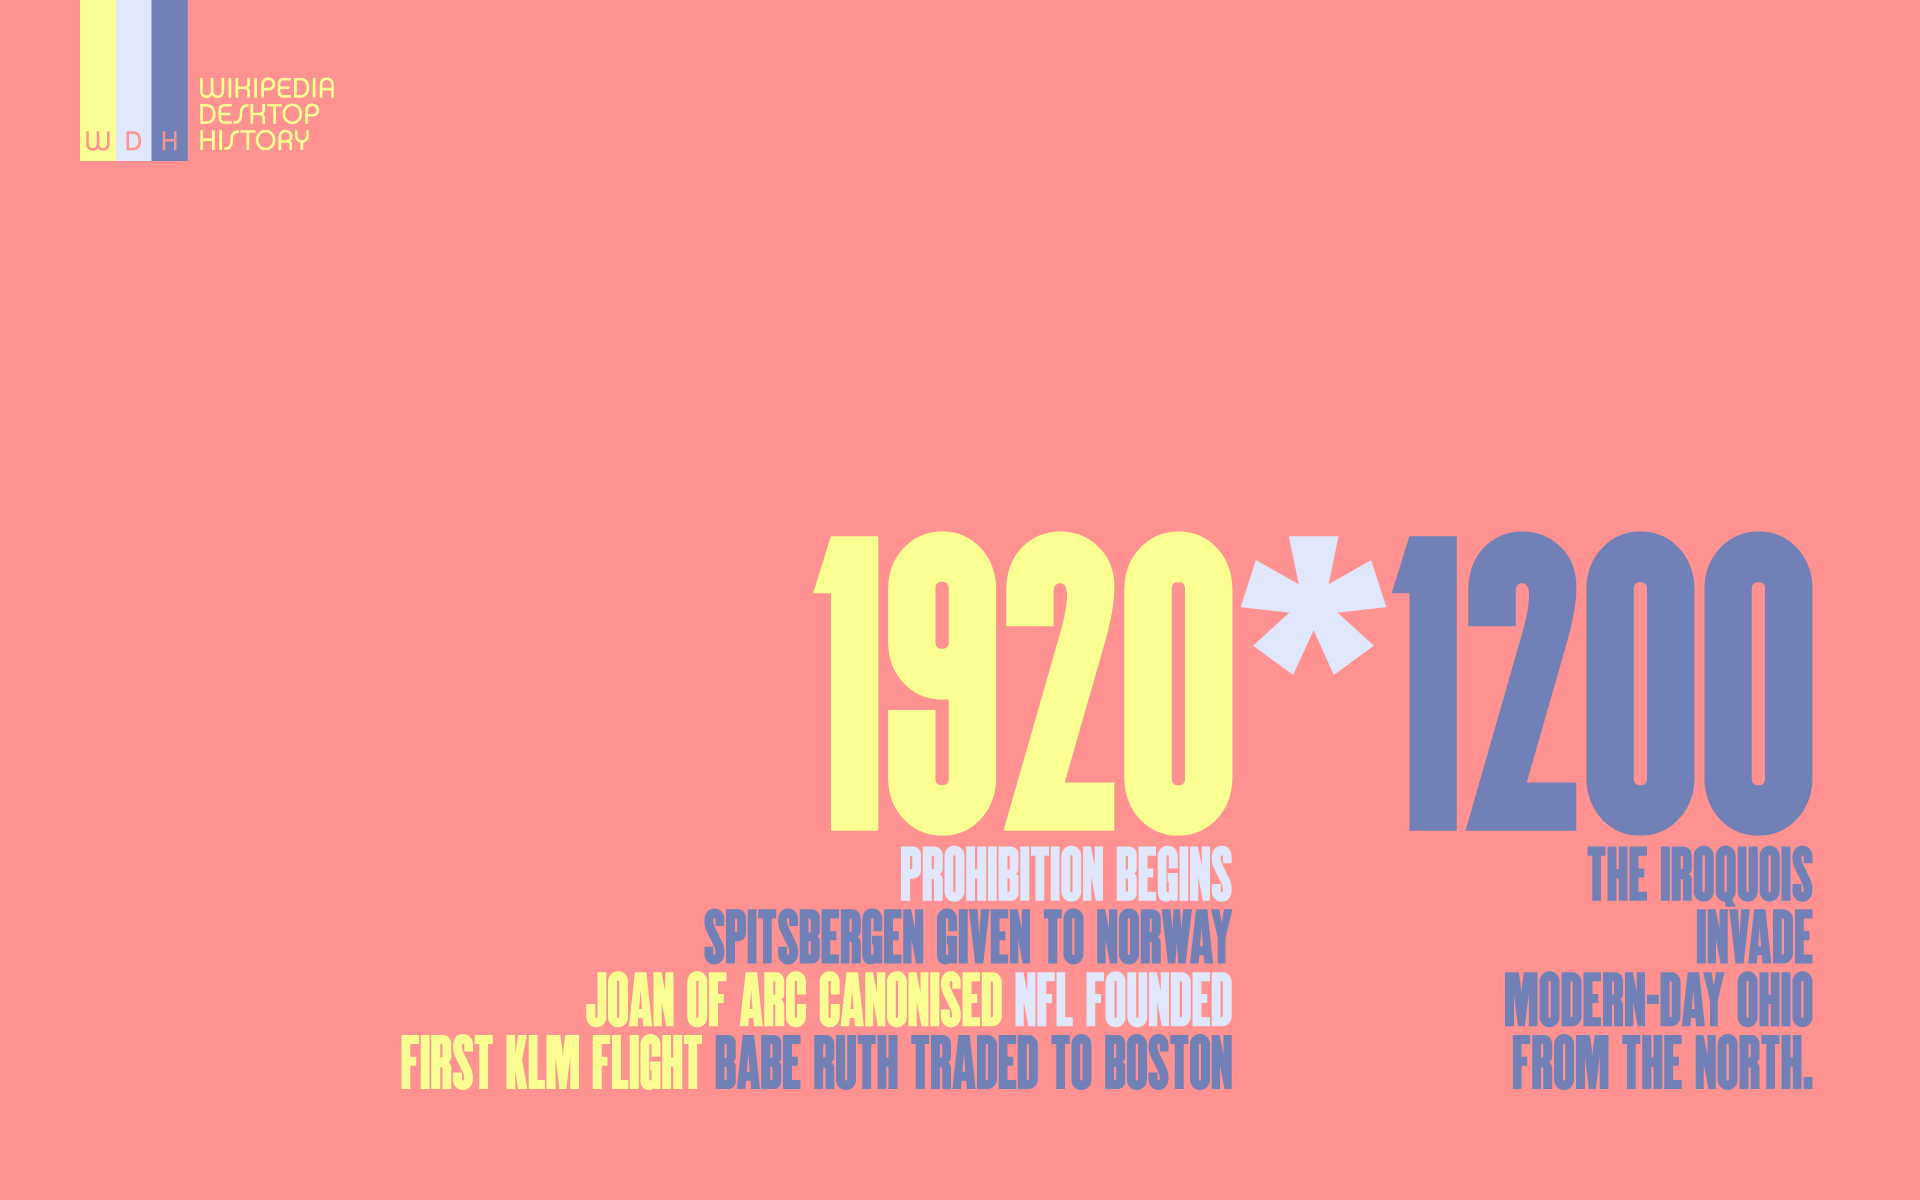 W D H
WIKIPEDIA
DESKTOP
HISTORY
1920*1200
PROHIBITION BEGINS
SPITSBERGEN GIVEN TO NORWAY
JOAN OF ARC CANONISED NFL FOUNDED
FIRST KLM FLIGHT BABE RUTH TRADED TO BOSTON
THE IROQUOIS
INVADE
MODERN-DAY OHIO
FROM THE NORTH.